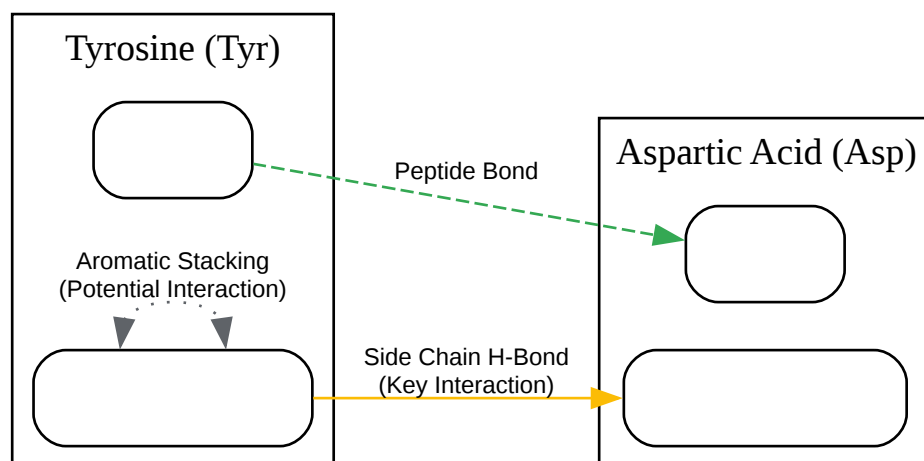 Tyrosine (Tyr)
Aspartic Acid (Asp)
Peptide Bond
Aromatic Stacking
(Potential Interaction)
Side Chain H-Bond
(Key Interaction)